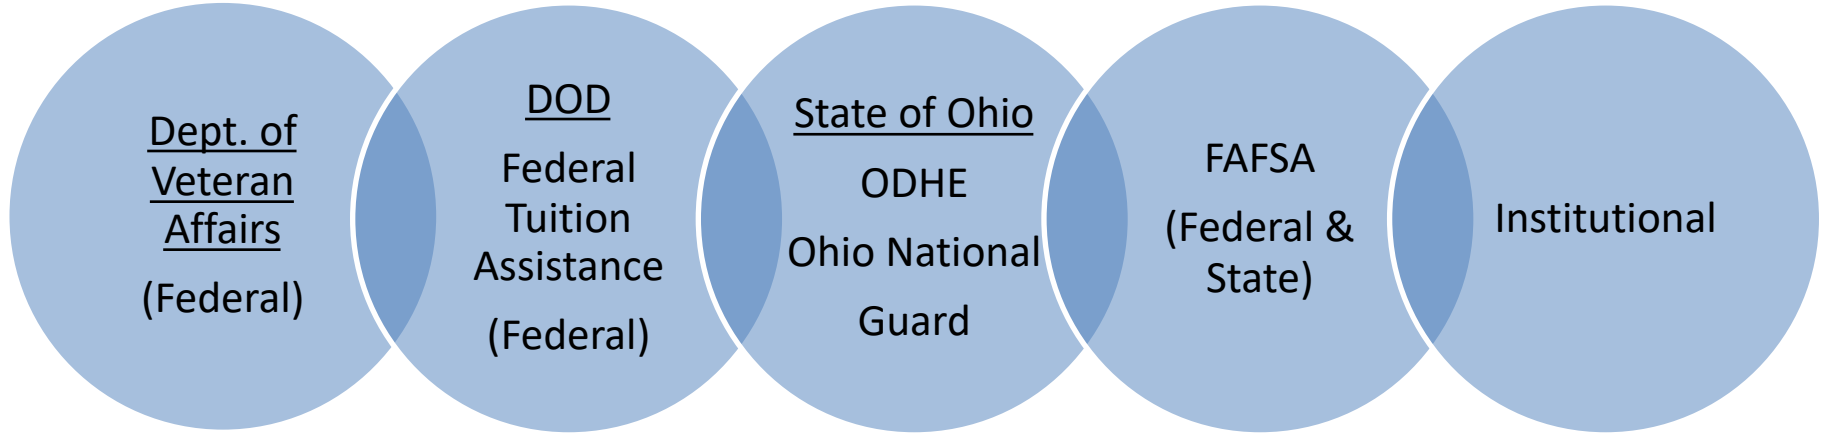 Dept. of
Veteran
Affairs
(Federal)
DOD
Federal
Tuition
Assistance
(Federal)
State of Ohio
ODHE
Ohio National
Guard
FAFSA
(Federal &
State)
Institutional